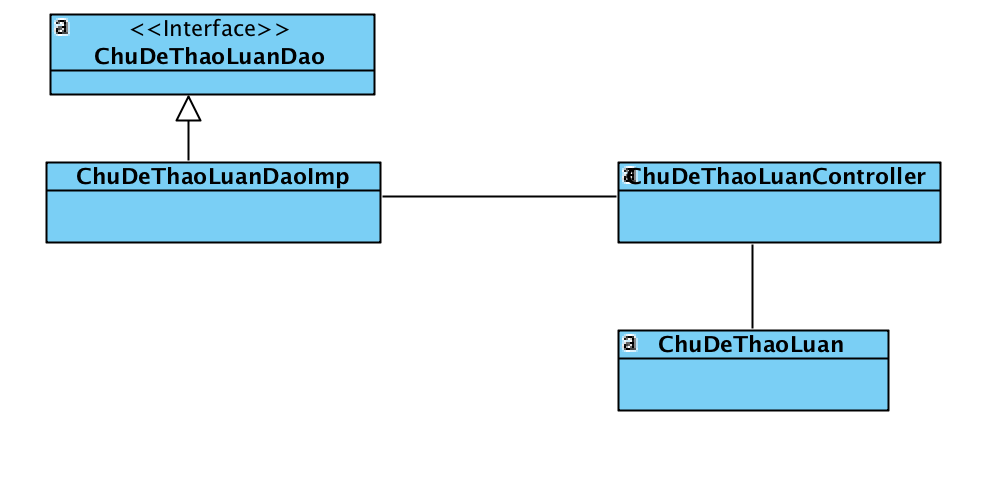 a
<<Interface>>
ChuDeThaoLuanDao
ChuDeThaoLuanDaoImp
a
ChuDeThaoLuanController
a
ChuDeThaoLuan